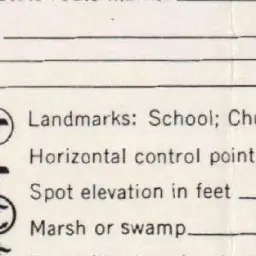 Landmarks: School; Ch
Horizontal control point
Spot elevation in feet
Marsh or swamp